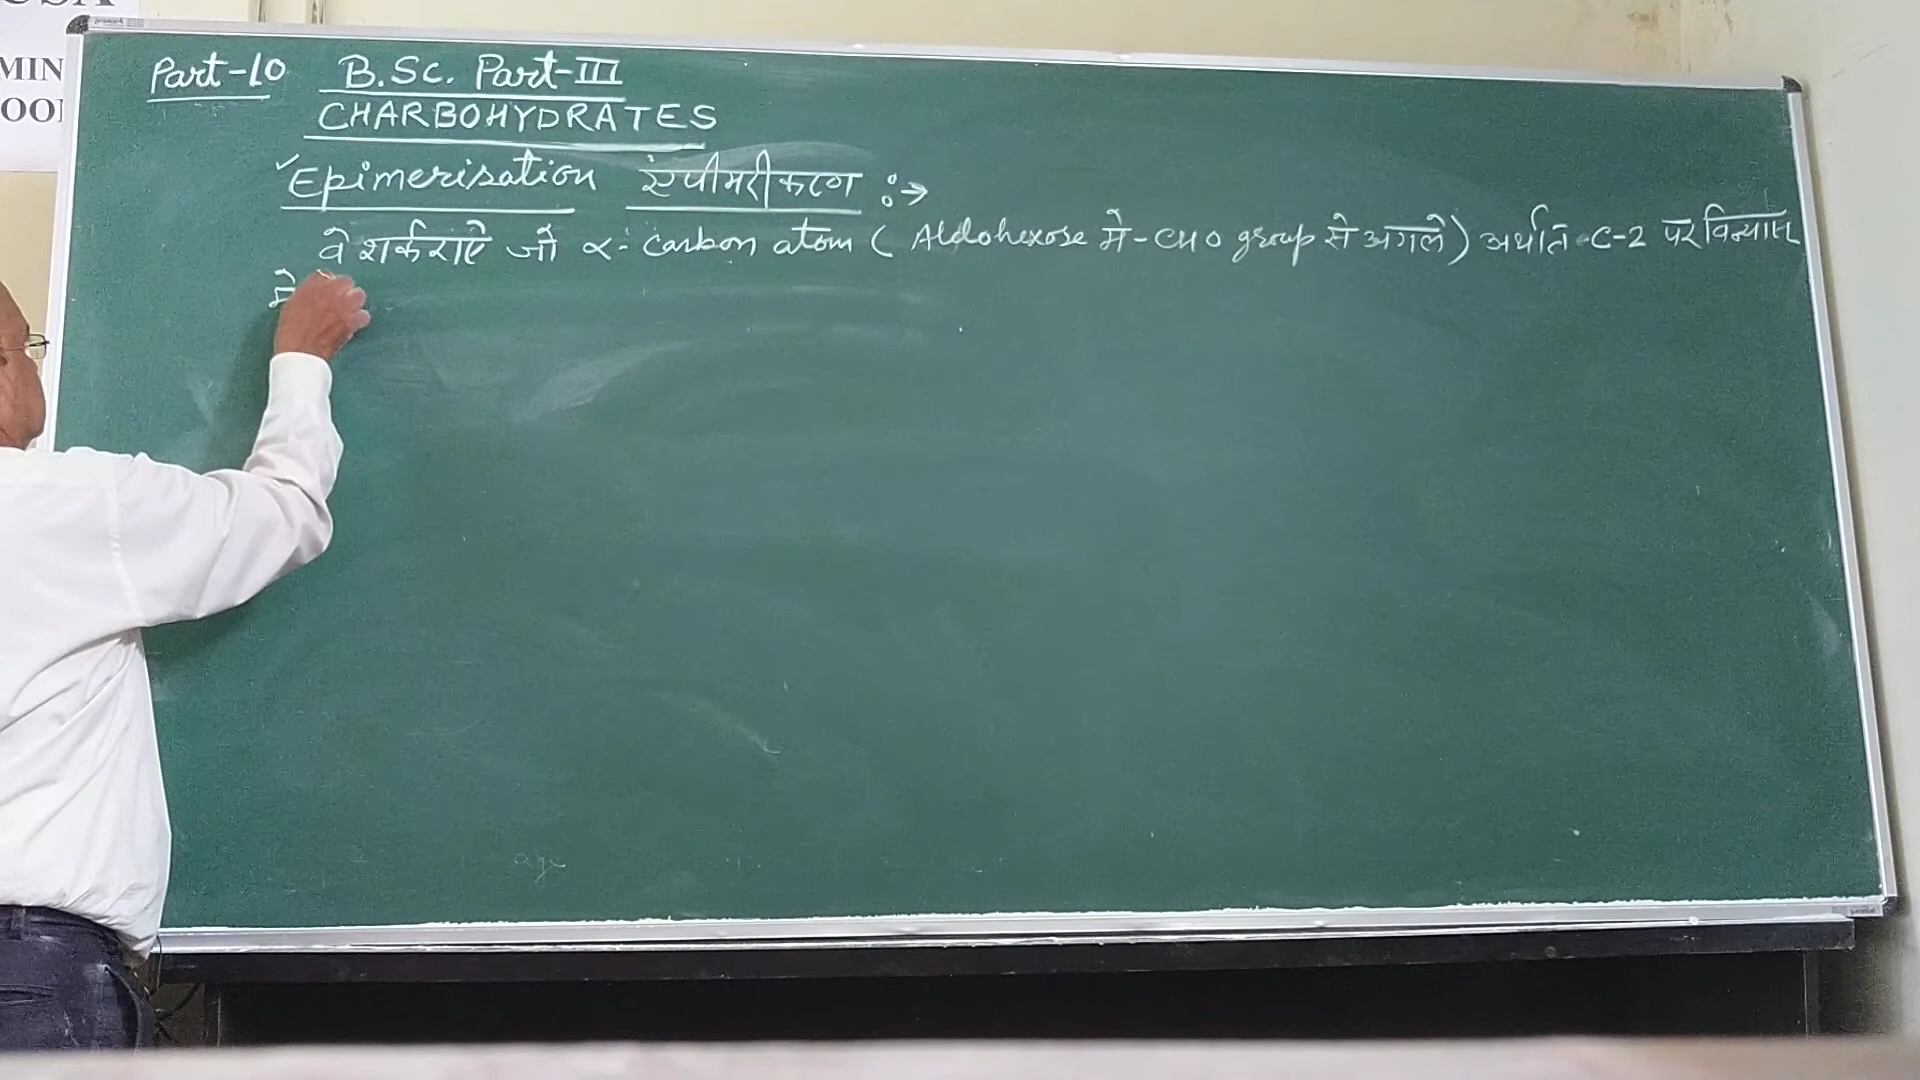 MIN
Part-10 B.Sc. Part-III
CHARBOHYDRATES
Epimerisation एपीमरीकरण :→
वे शर्कराऐ जो α- Carbon atom ( Aldohexose मे -CHO group से अगले ) अर्थात C-2 पर विन्यास
मे